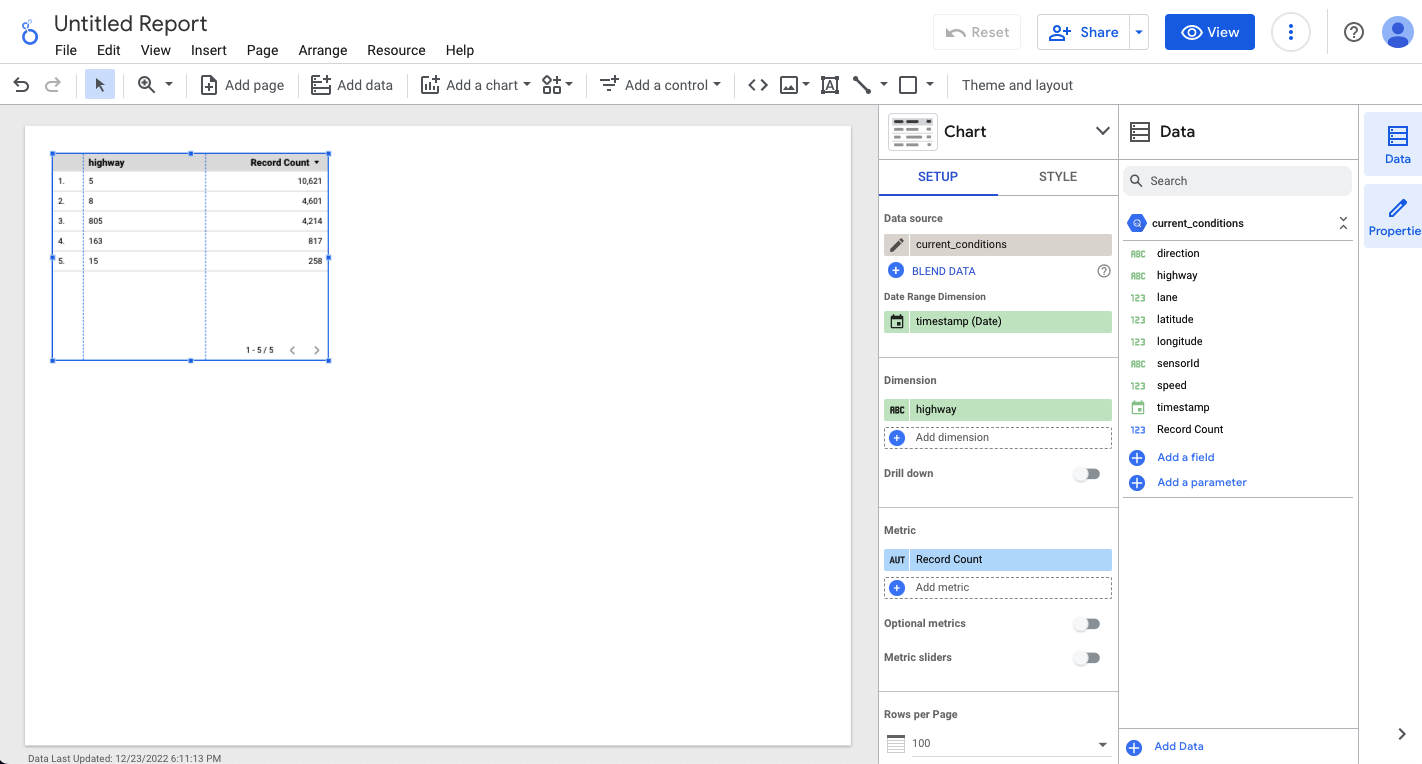 Untitled Report
File Edit View Insert Page Arrange Resource Help
Reset
Share
View
Add page
Add data
Add a chart
Add a control
Theme and layout
highway Record Count
1. 5 10,621
2. 8 4,601
3. 805 4,214
4. 163 817
5. 15 258
1 - 5 / 5
Data Last Updated: 12/23/2022 6:11:13 PM
Chart
SETUP STYLE
Data source
current_conditions
BLEND DATA
Date Range Dimension
timestamp (Date)
Dimension
ABC highway
Add dimension
Drill down
Metric
AUT Record Count
Add metric
Optional metrics
Metric sliders
Rows per Page
100
Data
Search
current_conditions
ABC direction
ABC highway
123 lane
123 latitude
123 longitude
ABC sensorId
123 speed
timestamp
123 Record Count
Add a field
Add a parameter
Add Data
Data
Propertie